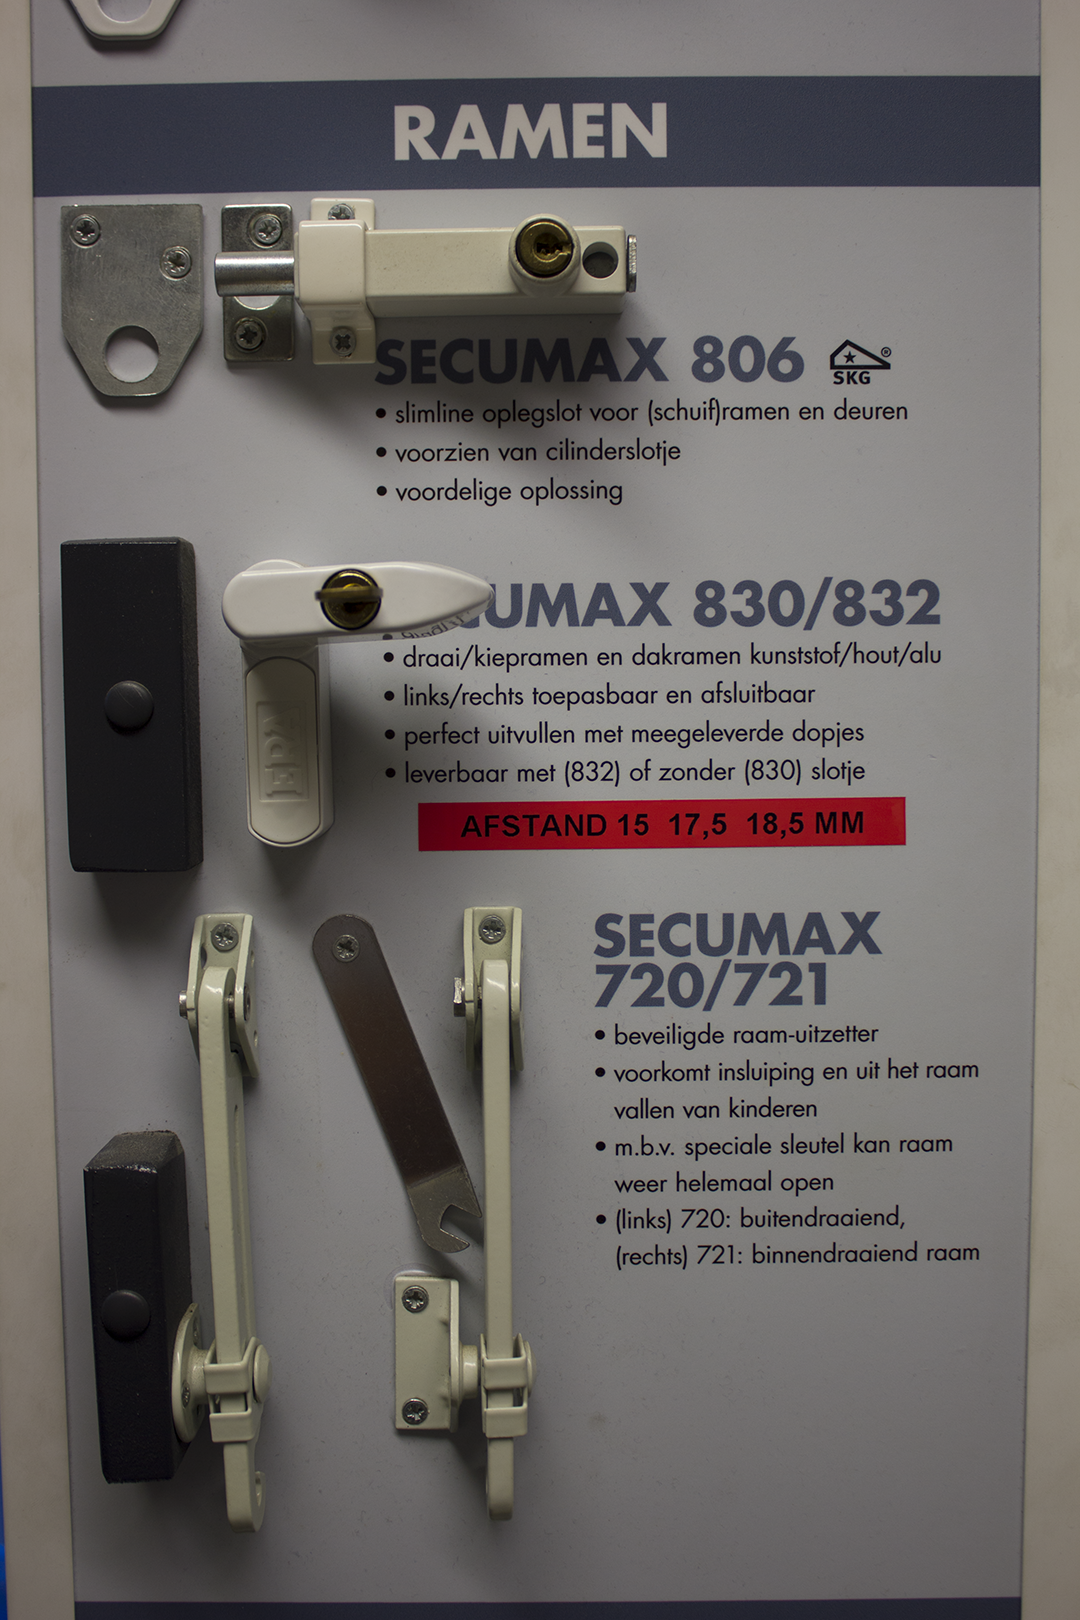 RAMEN
SECUMAX 806 SKG®
• slimline oplegslot voor (schuif)ramen en deuren
• voorzien van cilinderslotje
• voordelige oplossing
UMAX 830/832
• draai/kiepramen en dakramen kunststof/hout/alu
• links/rechts toepasbaar en afsluitbaar
• perfect uitvullen met meegeleverde dopjes
• leverbaar met (832) of zonder (830) slotje
AFSTAND 15 17,5 18,5 MM
SECUMAX
720/721
• beveiligde raam-uitzetter
• voorkomt insluiping en uit het raam
vallen van kinderen
• m.b.v. speciale sleutel kan raam
weer helemaal open
• (links) 720: buitendraaiend,
(rechts) 721: binnendraaiend raam